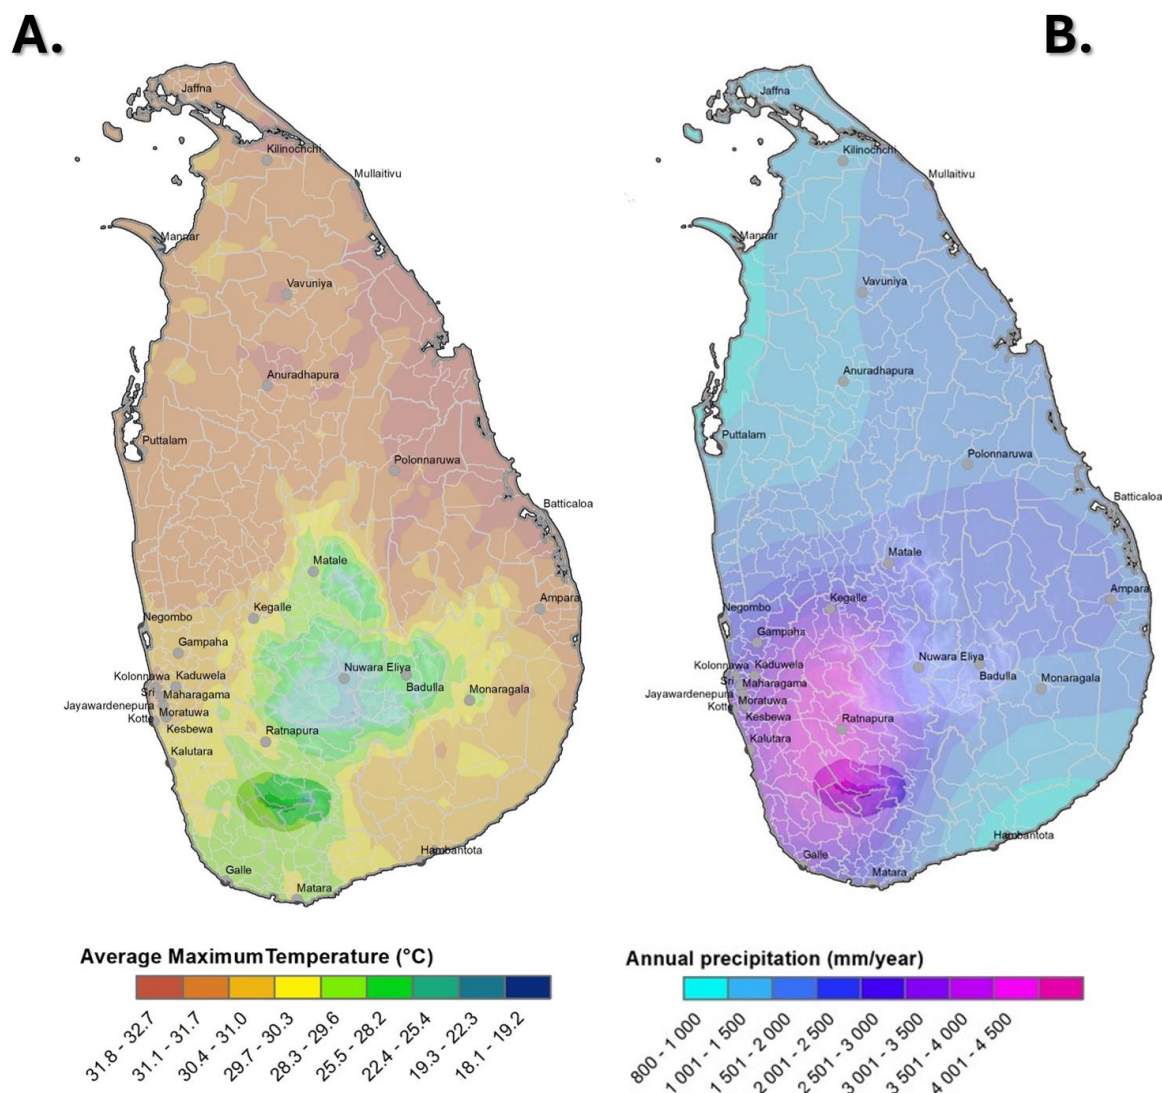 A.
B.
Jaffna
Kilinochchi
Mullaitivu
Mannar
Vavuniya
Anuradhapura
Puttalam
Polonnaruwa
Batticaloa
Matale
Ampara
Kegalle
Negombo
Gampaha
Nuwara Eliya
Kolonnawa
Kaduwela
Badulla
Monaragala
Sri
Maharagama
Jayawardenepura
Moratuwa
Kotte
Kesbewa
Ratnapura
Kalutara
Hambantota
Galle
Matara
Jaffna
Kilinochchi
Mullaitivu
Mannar
Vavuniya
Anuradhapura
Puttalam
Polonnaruwa
Batticaloa
Matale
Ampara
Kegalle
Negombo
Gampaha
Nuwara Eliya
Kolonnawa
Kaduwela
Badulla
Monaragala
Sri
Maharagama
Jayawardenepura
Moratuwa
Kotte
Kesbewa
Ratnapura
Kalutara
Hambantota
Galle
Matara
Average Maximum Temperature (°C)
31.8 - 32.7
31.1 - 31.7
30.4 - 31.0
29.7 - 30.3
28.3 - 29.6
25.5 - 28.2
22.4 - 25.4
19.3 - 22.3
18.1 - 19.2
Annual precipitation (mm/year)
800 - 1 000
1 001 - 1 500
1 501 - 2 000
2 001 - 2 500
2 501 - 3 000
3 001 - 3 500
3 501 - 4 000
4 001 - 4 500